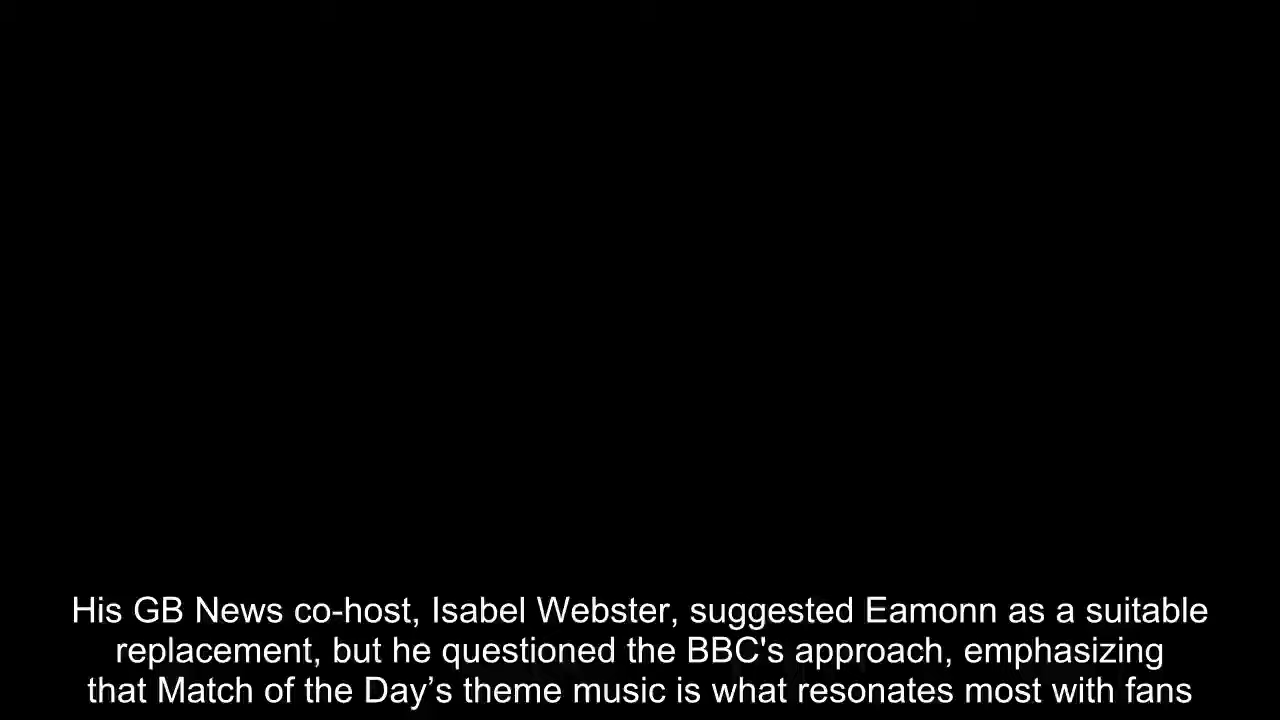 His GB News co-host, Isabel Webster, suggested Eamonn as a suitable
replacement, but he questioned the BBC's approach, emphasizing
that Match of the Day’s theme music is what resonates most with fans